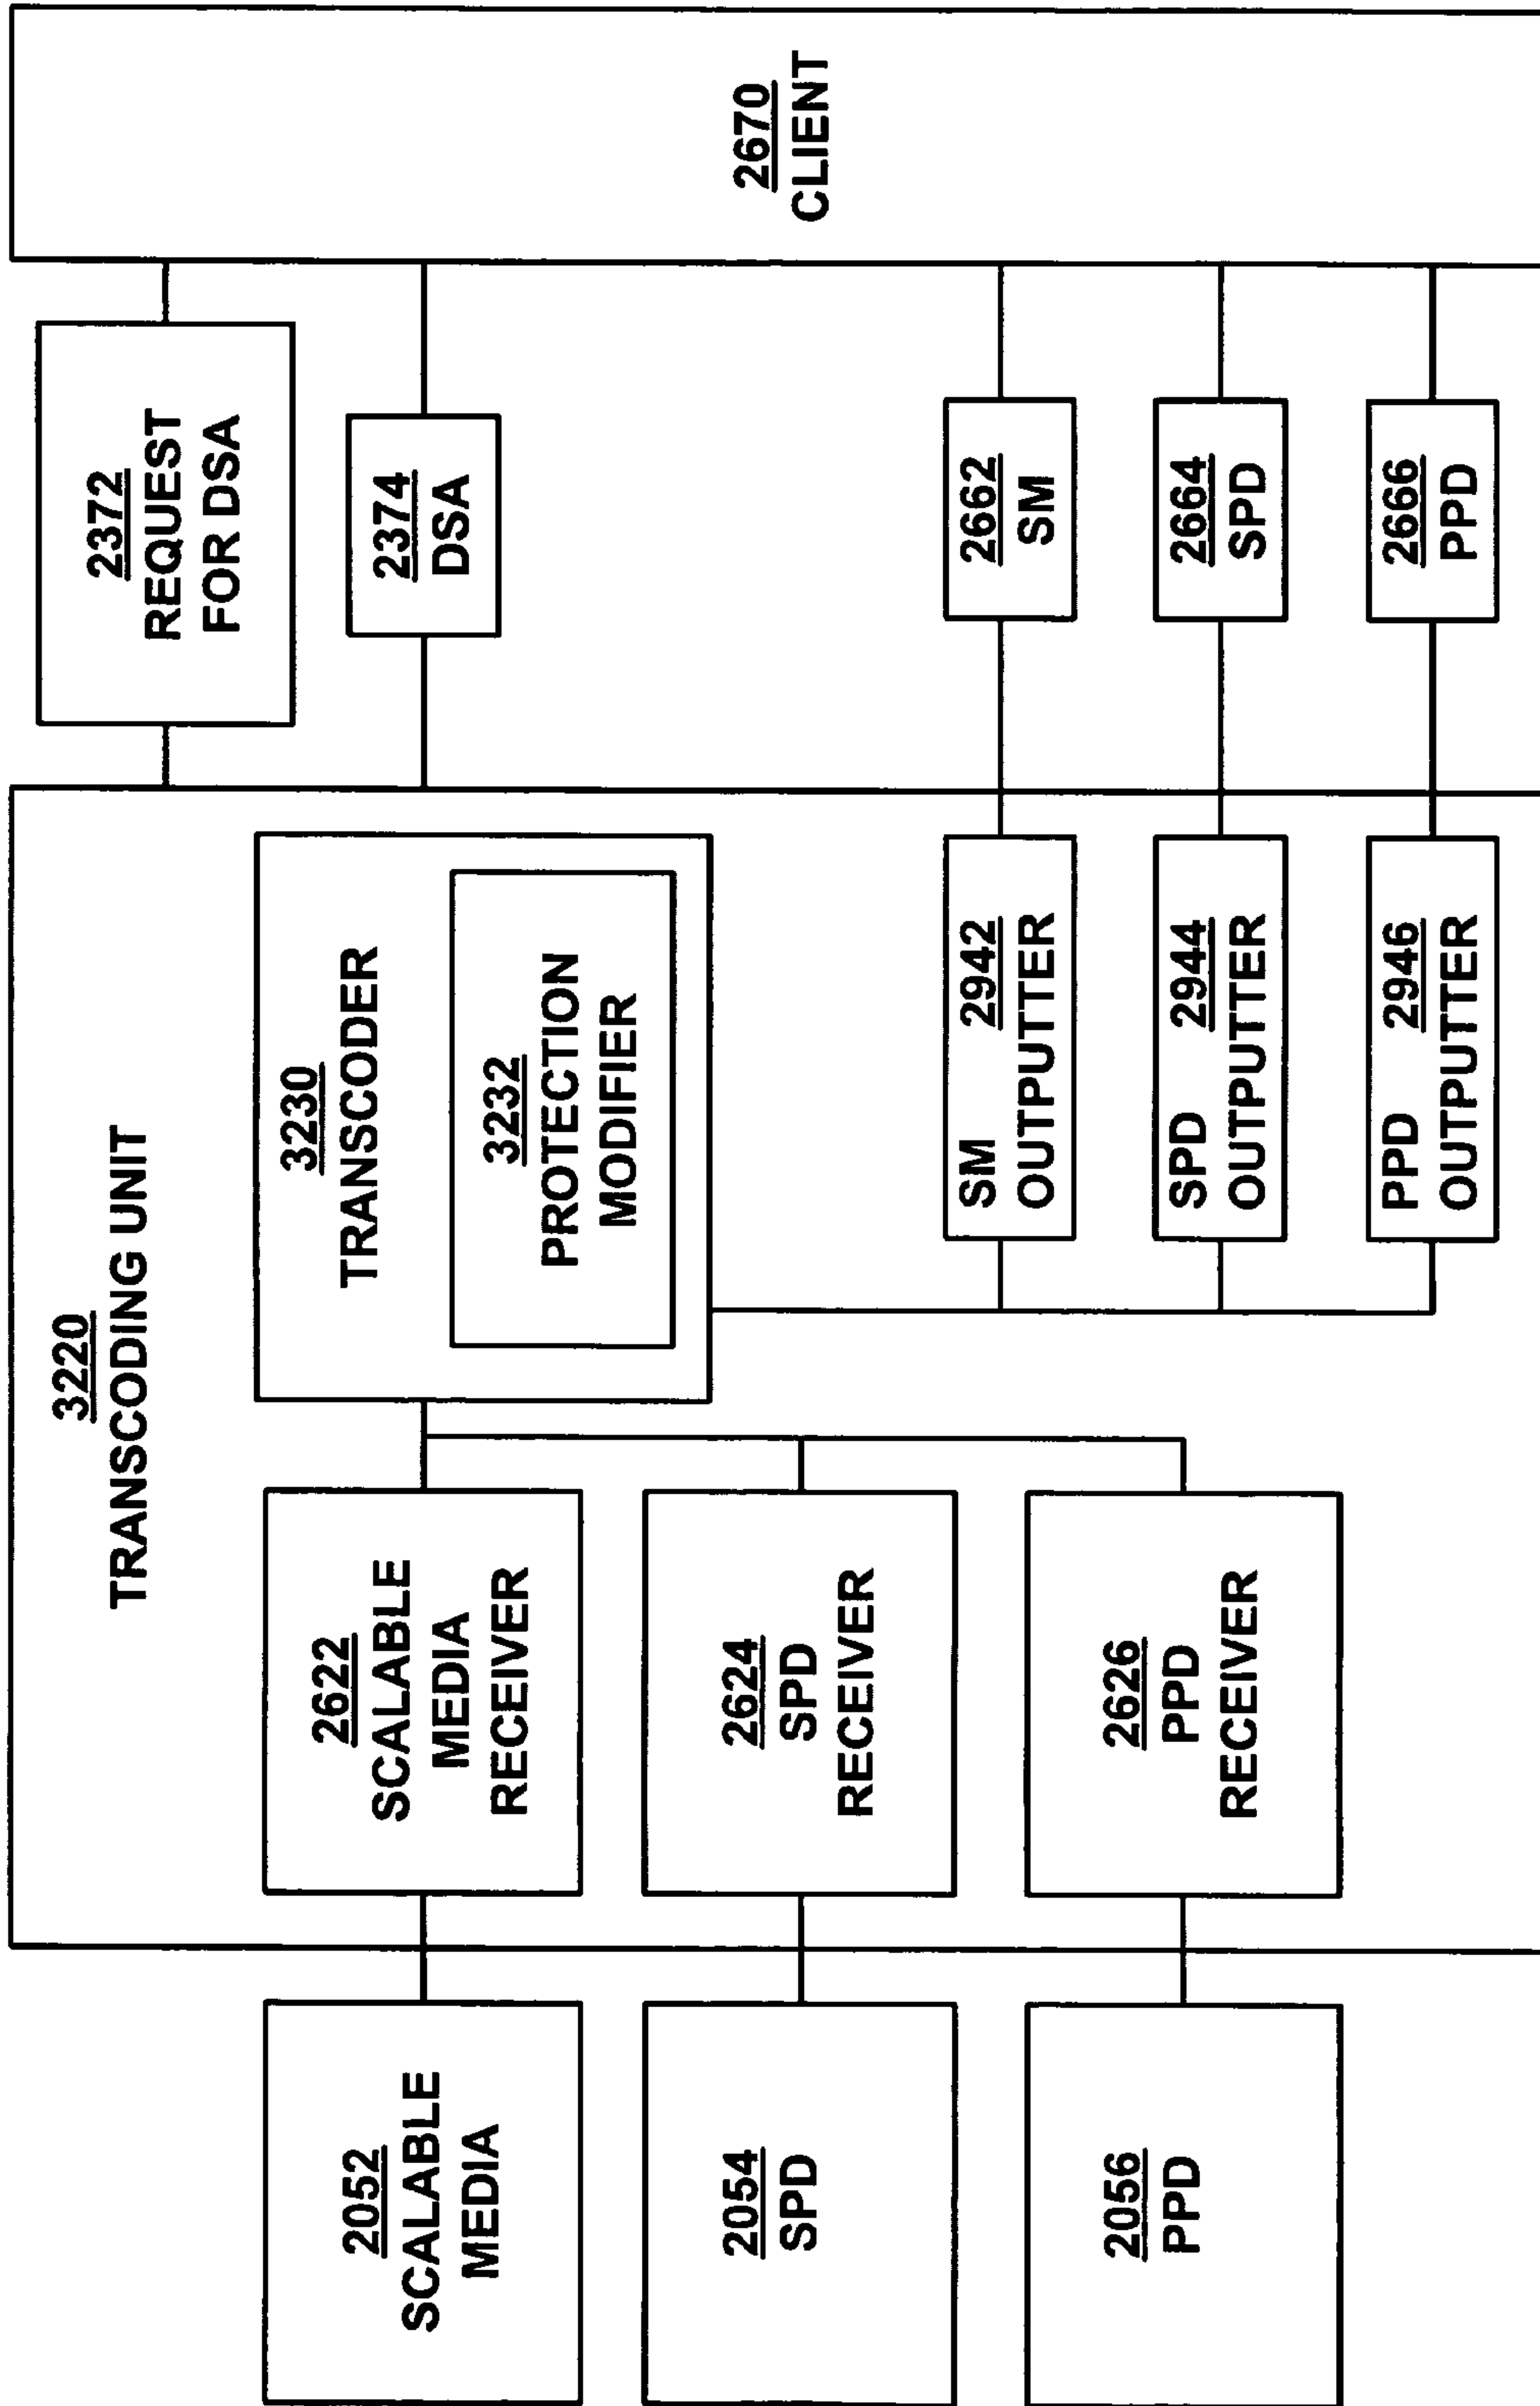 3220
TRANSCODING UNIT
2372
REQUEST
FOR DSA
2670
CLIENT
2374
DSA
2052
SCALABLE
MEDIA
2622
SCALABLE
MEDIA
RECEIVER
3230
TRANSCODER
3232
PROTECTION
MODIFIER
2054
SPD
2624
SPD
RECEIVER
SM 2942
OUTPUTTER
2662
SM
2056
PPD
2626
PPD
RECEIVER
SPD 2944
OUTPUTTER
2664
SPD
PPD 2946
OUTPUTTER
2666
PPD